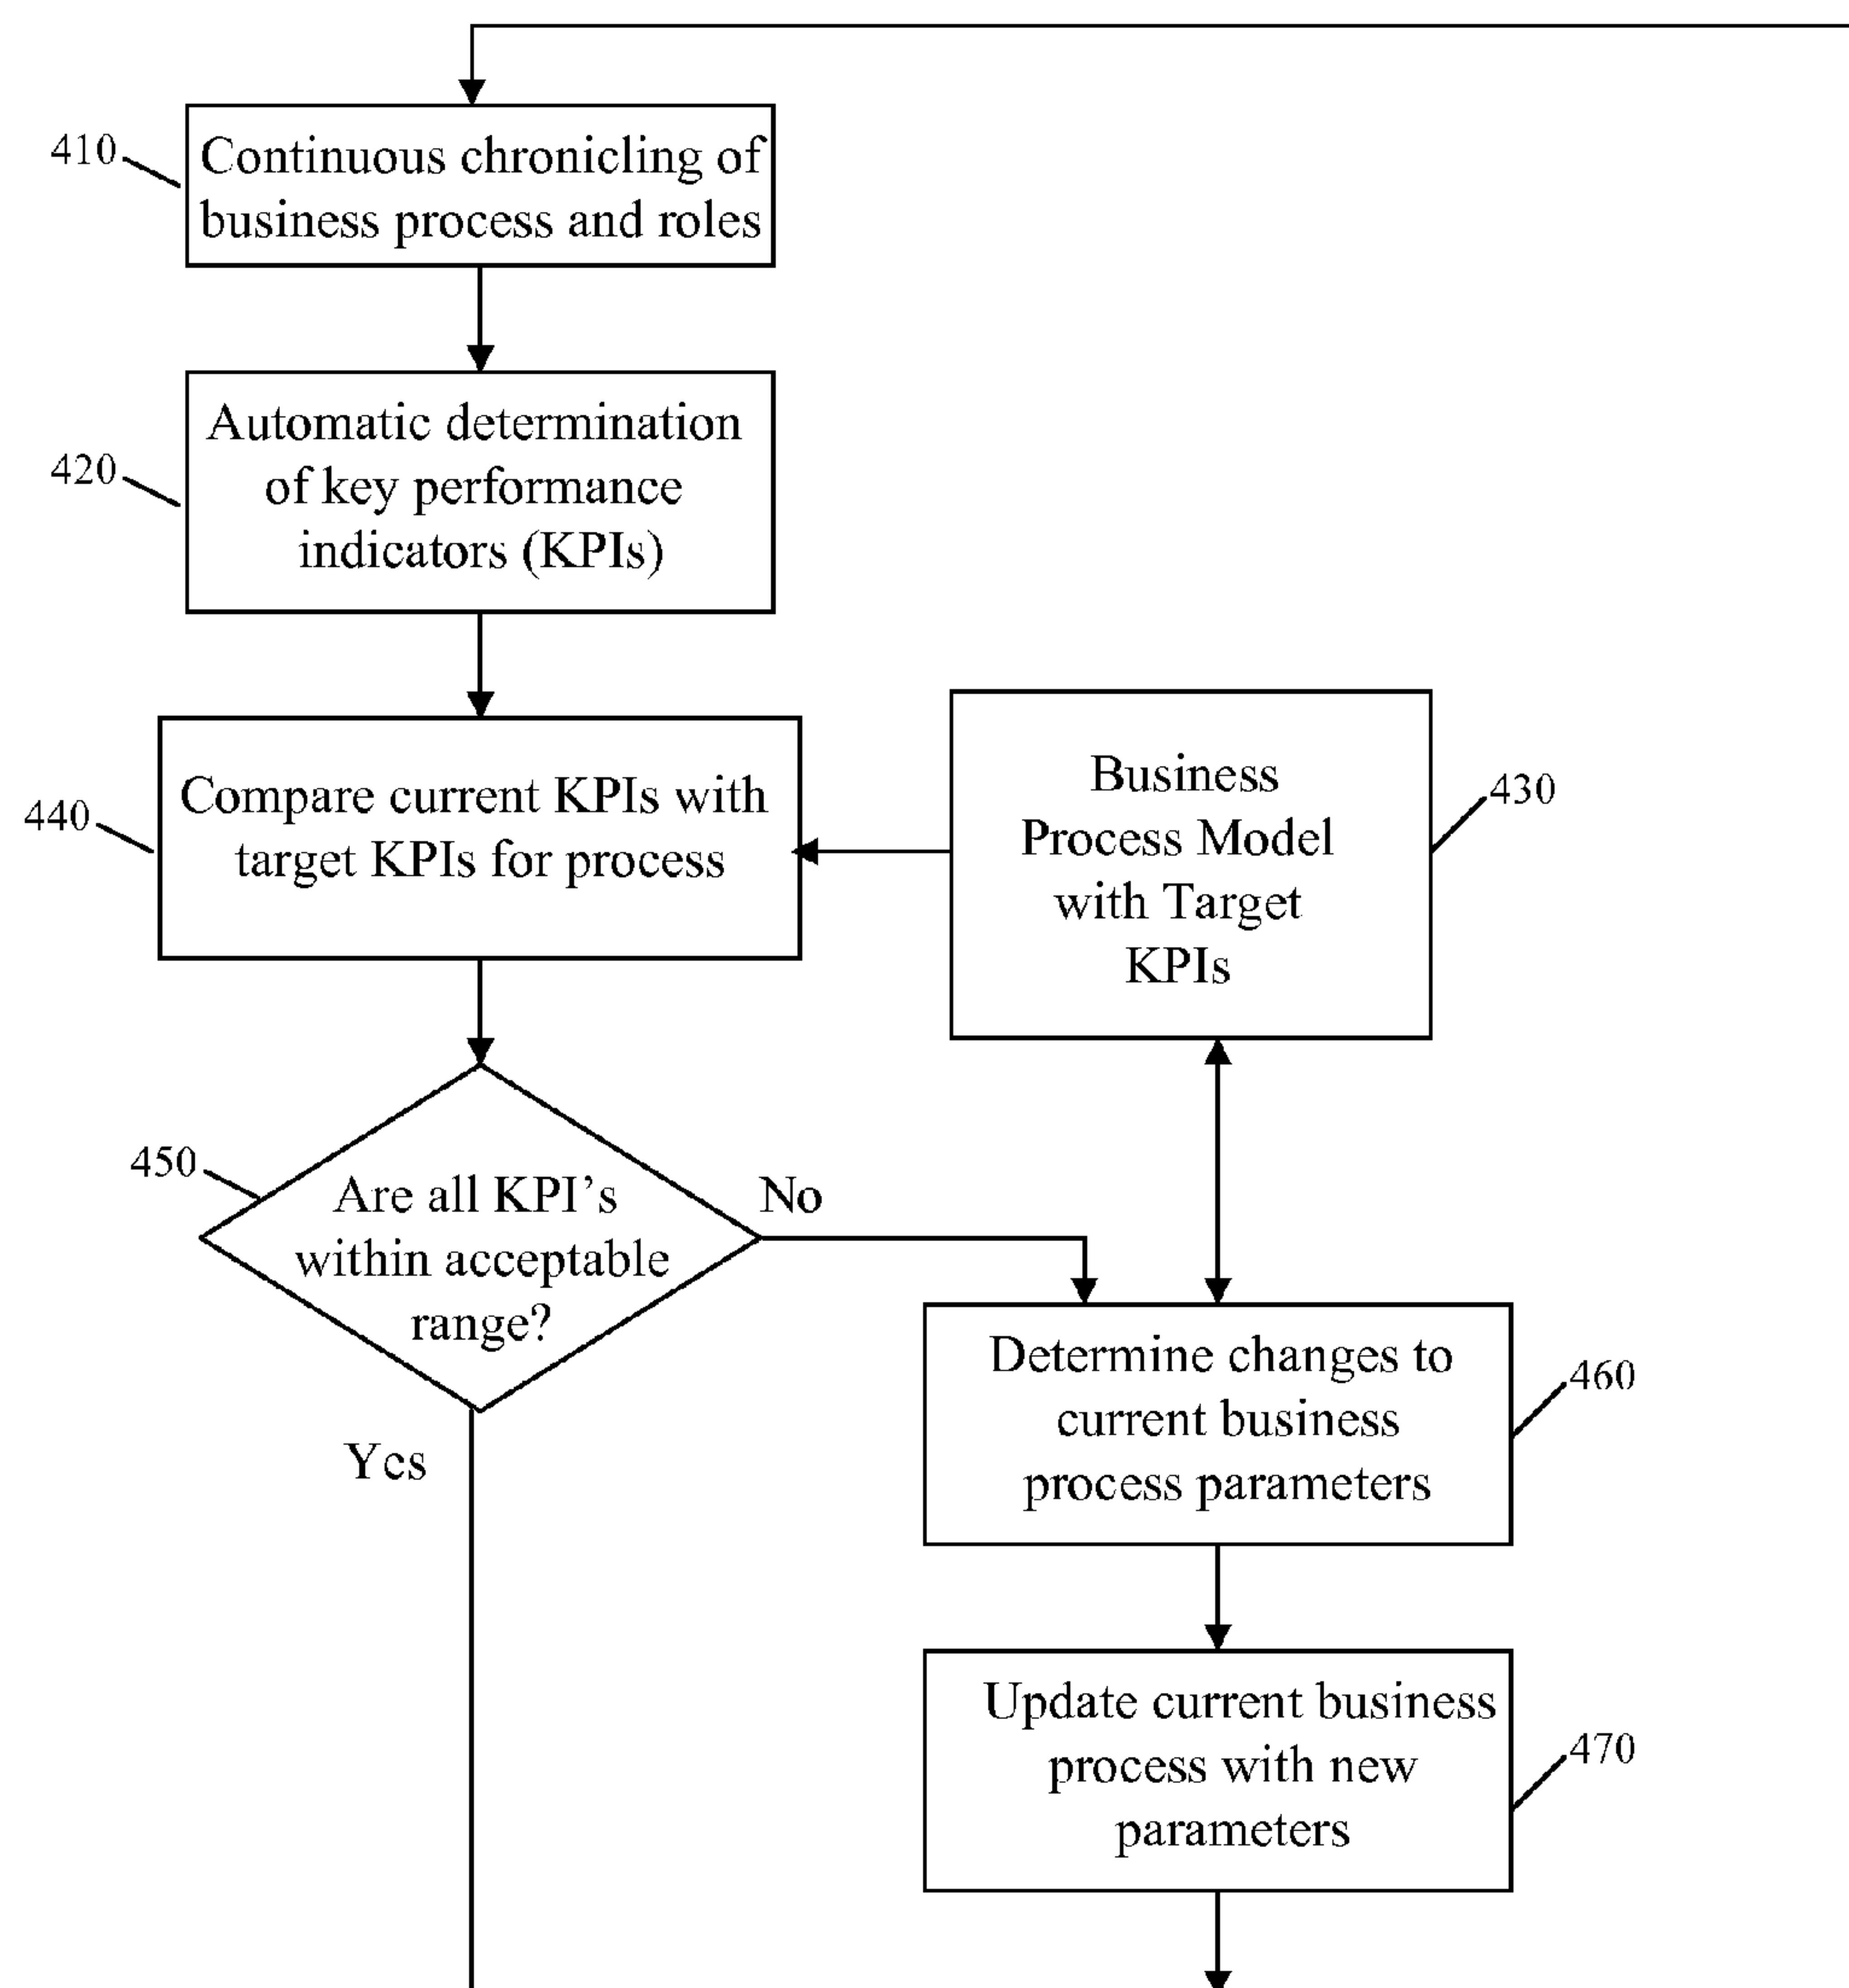 410
Continuous chronicling of
business process and roles
420
Automatic determination
of key performance
indicators (KPIs)
440
Compare current KPIs with
target KPIs for process
Business
Process Model
with Target
KPIs
430
450
Are all KPI’s
within acceptable
range?
No
Yes
Determine changes to
current business
process parameters
460
Update current business
process with new
parameters
470